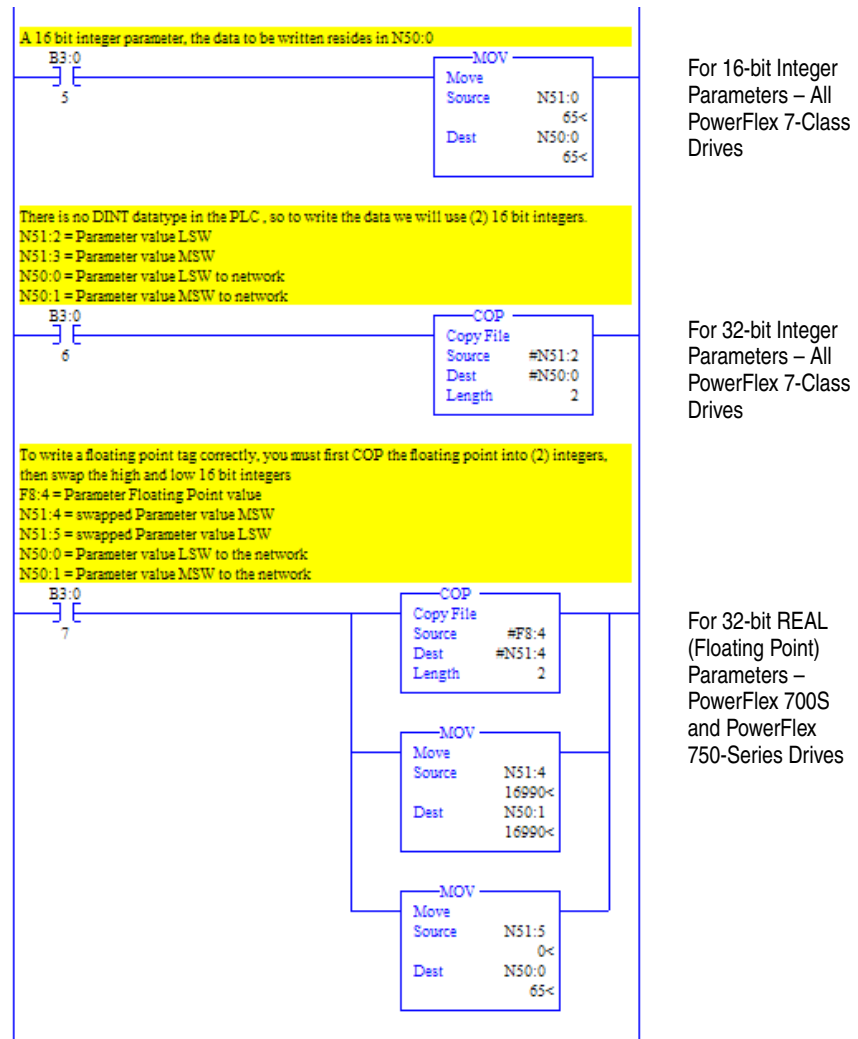 A 16 bit integer parameter, the data to be written resides in N50:0
B3:0
5
MOV
Move
Source N51:0
65<
Dest N50:0
65<
For 16-bit Integer
Parameters – All
PowerFlex 7-Class
Drives
There is no DINT datatype in the PLC , so to write the data we will use (2) 16 bit integers.
N51:2 = Parameter value LSW
N51:3 = Parameter value MSW
N50:0 = Parameter value LSW to network
N50:1 = Parameter value MSW to network
B3:0
6
COP
Copy File
Source #N51:2
Dest #N50:0
Length 2
For 32-bit Integer
Parameters – All
PowerFlex 7-Class
Drives
To write a floating point tag correctly, you must first COP the floating point into (2) integers,
then swap the high and low 16 bit integers
F8:4 = Parameter Floating Point value
N51:4 = swapped Parameter value MSW
N51:5 = swapped Parameter value LSW
N50:0 = Parameter value LSW to the network
N50:1 = Parameter value MSW to the network
B3:0
7
COP
Copy File
Source #F8:4
Dest #N51:4
Length 2
For 32-bit REAL
(Floating Point)
Parameters –
PowerFlex 700S
and PowerFlex
750-Series Drives
MOV
Move
Source N51:4
16990<
Dest N50:1
16990<
MOV
Move
Source N51:5
0<
Dest N50:0
65<